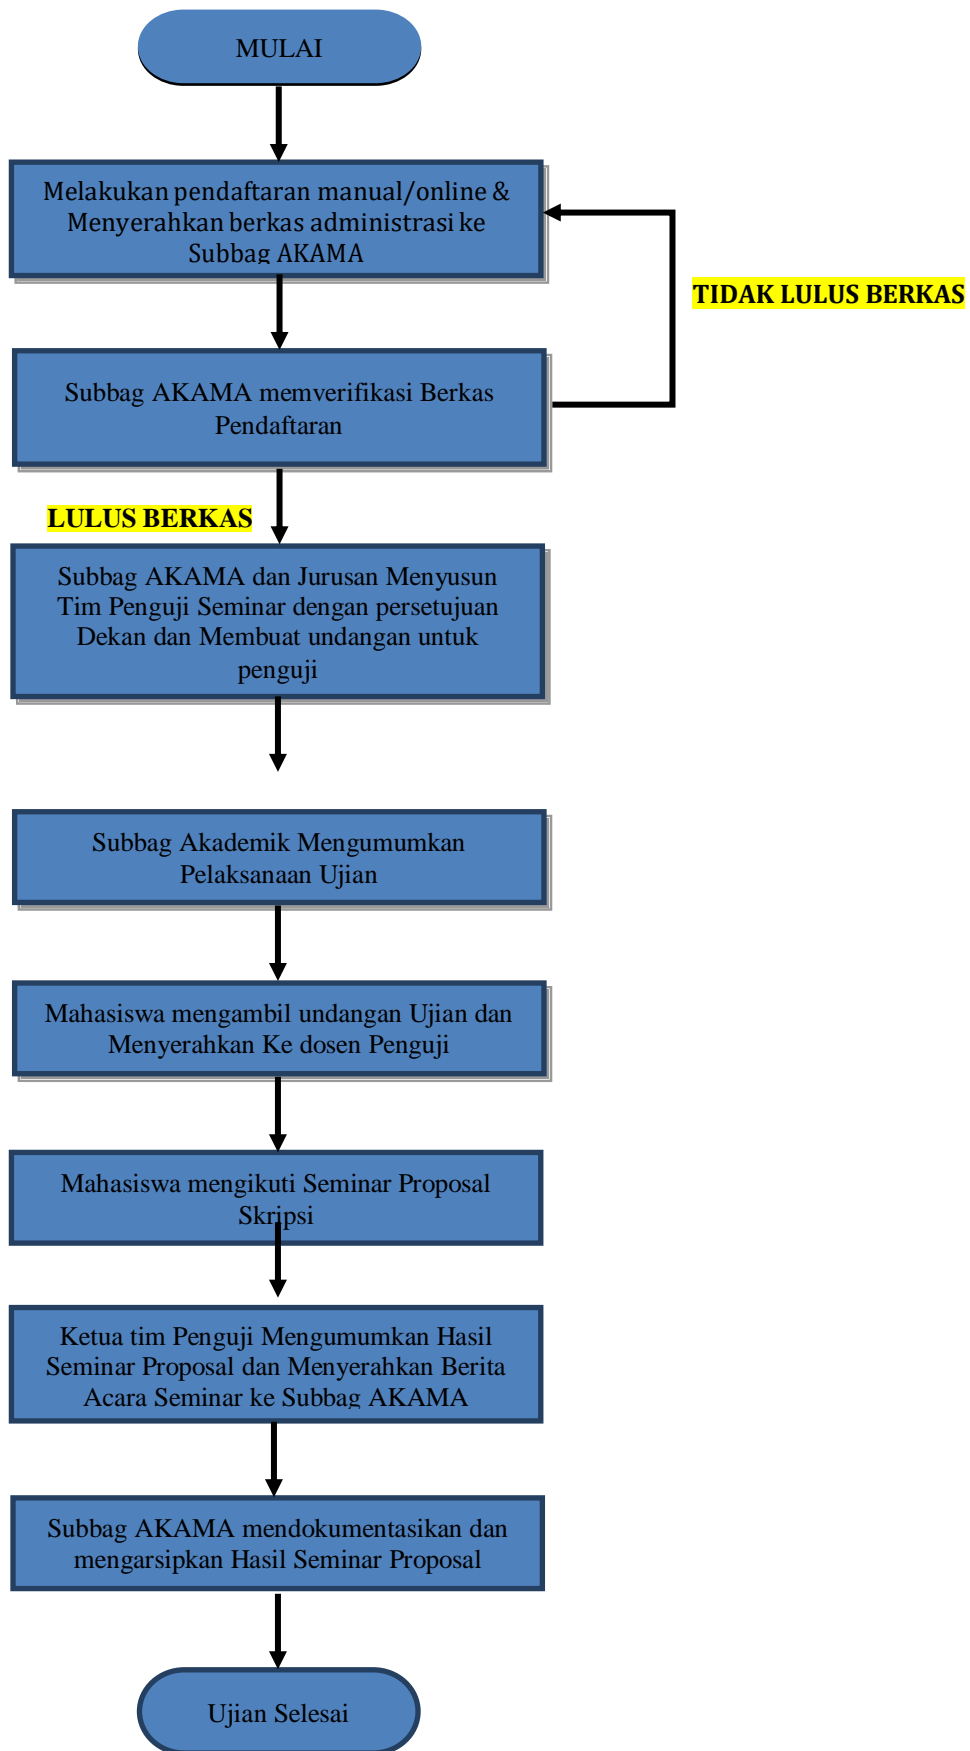 MULAI
Melakukan pendaftaran manual/online &
Menyerahkan berkas administrasi ke
Subbag AKAMA
TIDAK LULUS BERKAS
Subbag AKAMA memverifikasi Berkas
Pendaftaran
LULUS BERKAS
Subbag AKAMA dan Jurusan Menyusun
Tim Penguji Seminar dengan persetujuan
Dekan dan Membuat undangan untuk
penguji
Subbag Akademik Mengumumkan
Pelaksanaan Ujian
Mahasiswa mengambil undangan Ujian dan
Menyerahkan Ke dosen Penguji
Mahasiswa mengikuti Seminar Proposal
Skripsi
Ketua tim Penguji Mengumumkan Hasil
Seminar Proposal dan Menyerahkan Berita
Acara Seminar ke Subbag AKAMA
Subbag AKAMA mendokumentasikan dan
mengarsipkan Hasil Seminar Proposal
Ujian Selesai